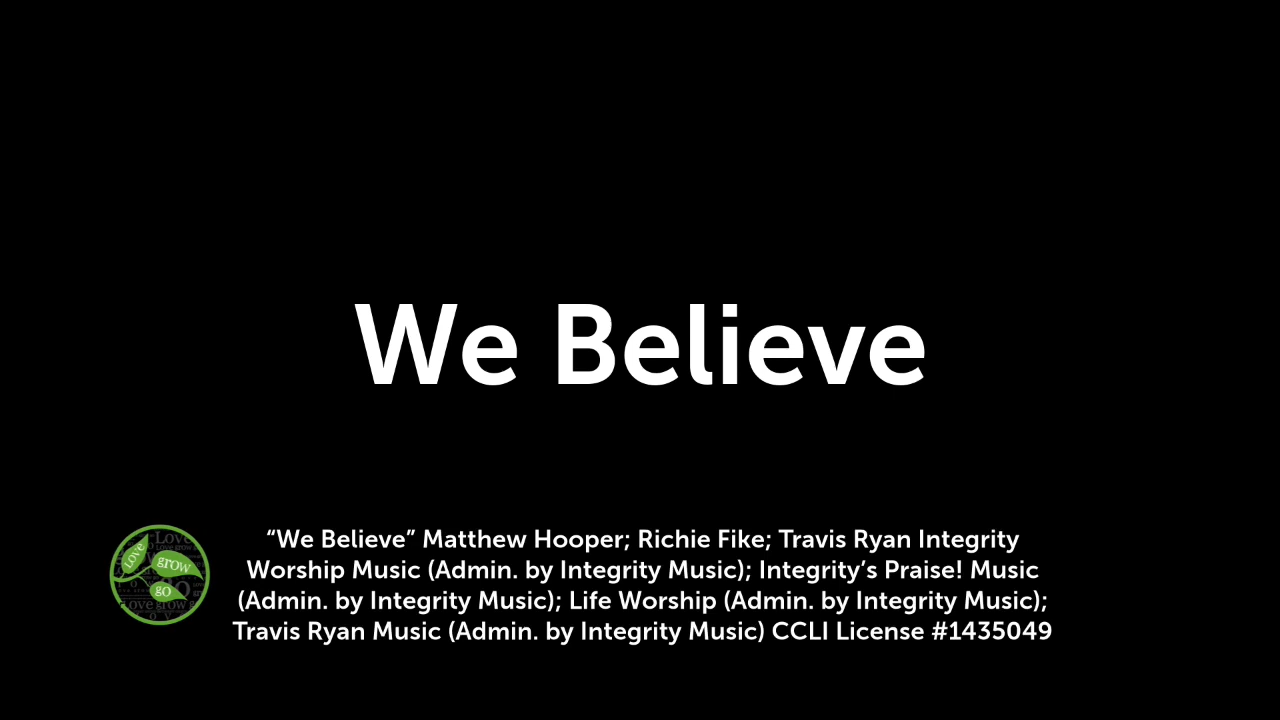 We Believe
“We Believe” Matthew Hooper; Richie Fike; Travis Ryan Integrity
Worship Music (Admin. by Integrity Music); Integrity’s Praise! Music
(Admin. by Integrity Music); Life Worship (Admin. by Integrity Music);
Travis Ryan Music (Admin. by Integrity Music) CCLI License #1435049
Love
grow
go